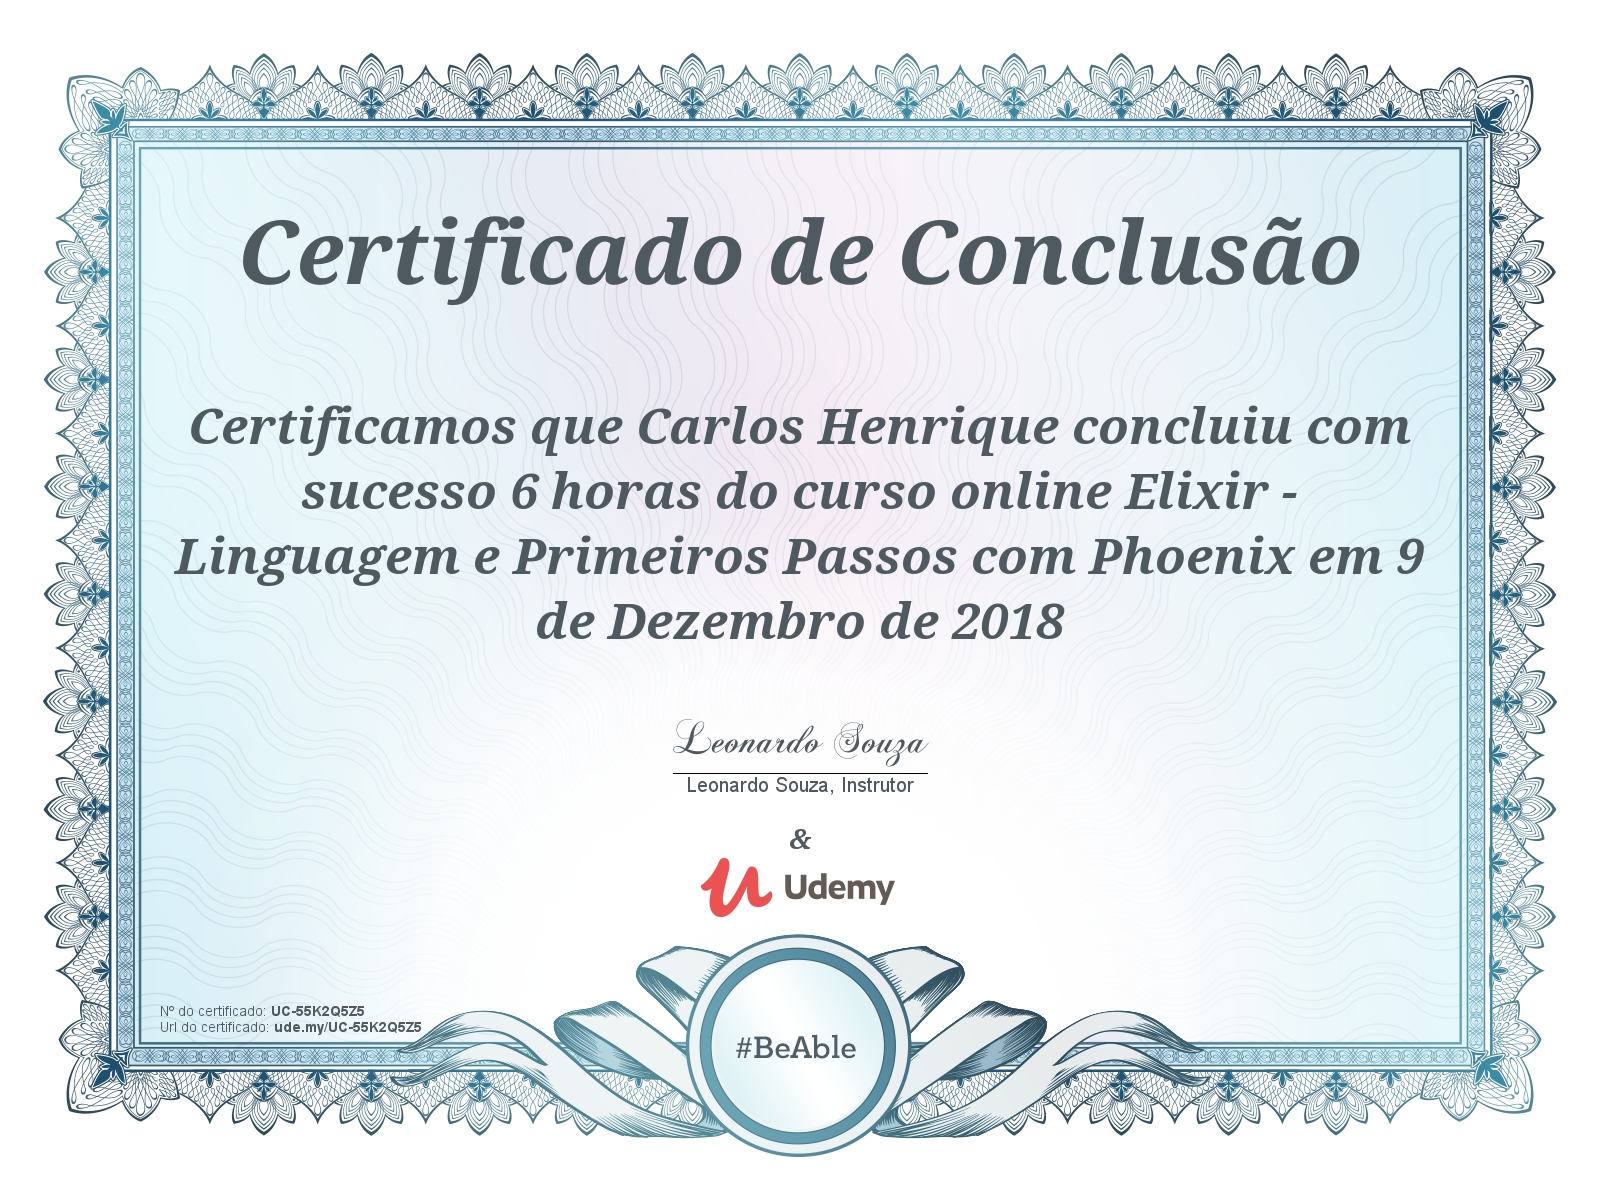 Certificado de Conclusão
Certificamos que Carlos Henrique concluiu com
sucesso 6 horas do curso online Elixir -
Linguagem e Primeiros Passos com Phoenix em 9
de Dezembro de 2018
Leonardo Souza
Leonardo Souza, Instrutor
&
Udemy
Nº do certificado: UC-55K2Q5Z5
Url do certificado: ude.my/UC-55K2Q5Z5
#BeAble